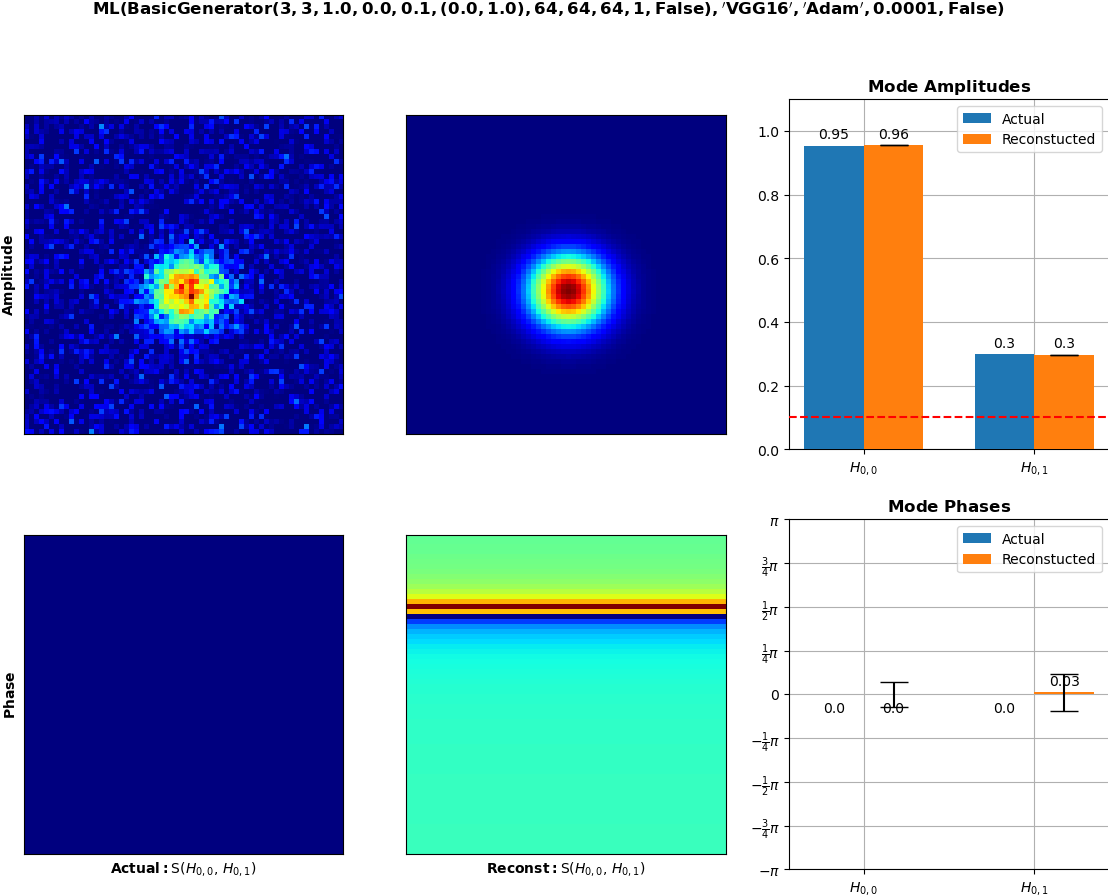 ML(BasicGenerator(3, 3, 1.0, 0.0, 0.1, (0.0, 1.0), 64, 64, 64, 1, False), ′VGG16′, ′Adam′, 0.0001, False)
Amplitude
Mode Amplitudes
Actual
Reconstucted
0.95
0.96
0.3
0.3
1.0
0.8
0.6
0.4
0.2
0.0
H0,0
H0,1
Phase
Actual: S(H0,0, H0,1)
Reconst: S(H0,0, H0,1)
Mode Phases
Actual
Reconstucted
0.0
0.0
0.0
0.03
π
3/4π
1/2π
1/4π
0
−1/4π
−1/2π
−3/4π
−π
H0,0
H0,1